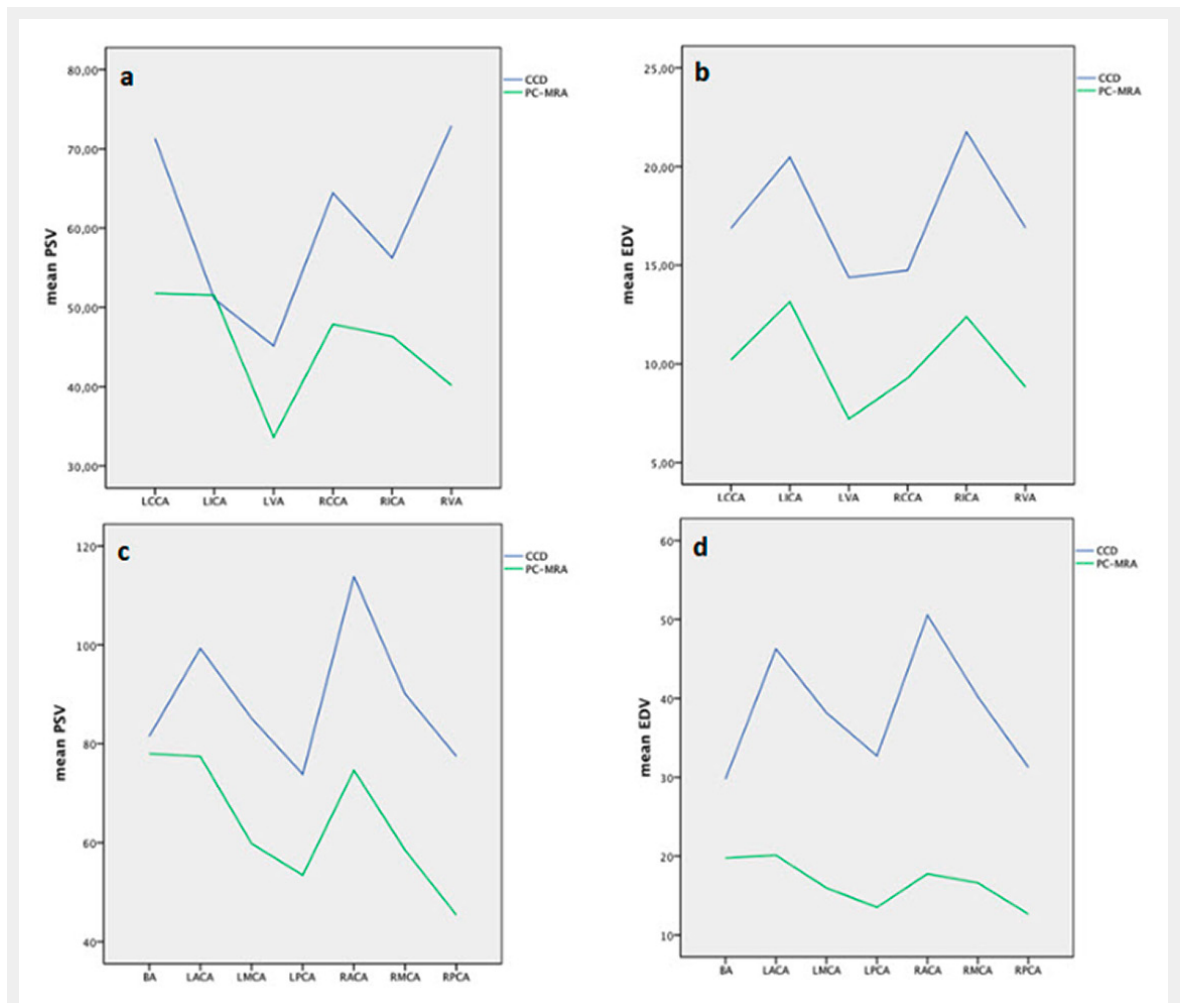 a
80,00
70,00
60,00
50,00
40,00
30,00
mean PSV
LCCA LICA LVA RCCA RICA RVA
CCD
PC-MRA
b
25,00
20,00
15,00
10,00
5,00
mean EDV
LCCA LICA LVA RCCA RICA RVA
CCD
PC-MRA
c
120
100
80
60
40
mean PSV
BA LACA LMCA LPCA RACA RMCA RPCA
CCD
PC-MRA
d
60
50
40
30
20
10
mean EDV
BA LACA LMCA LPCA RACA RMCA RPCA
CCD
PC-MRA